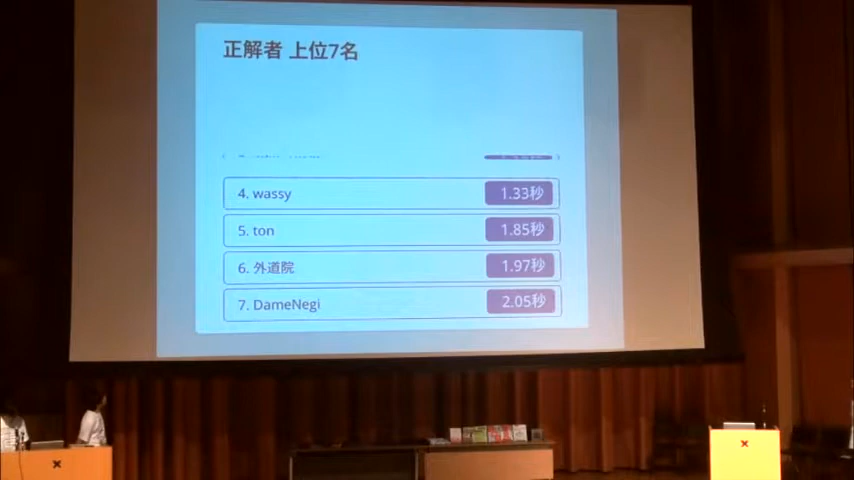 正解者 上位7名
4. wassy 1.33秒
5. ton 1.85秒
6. 外道院 1.97秒
7. DameNegi 2.05秒